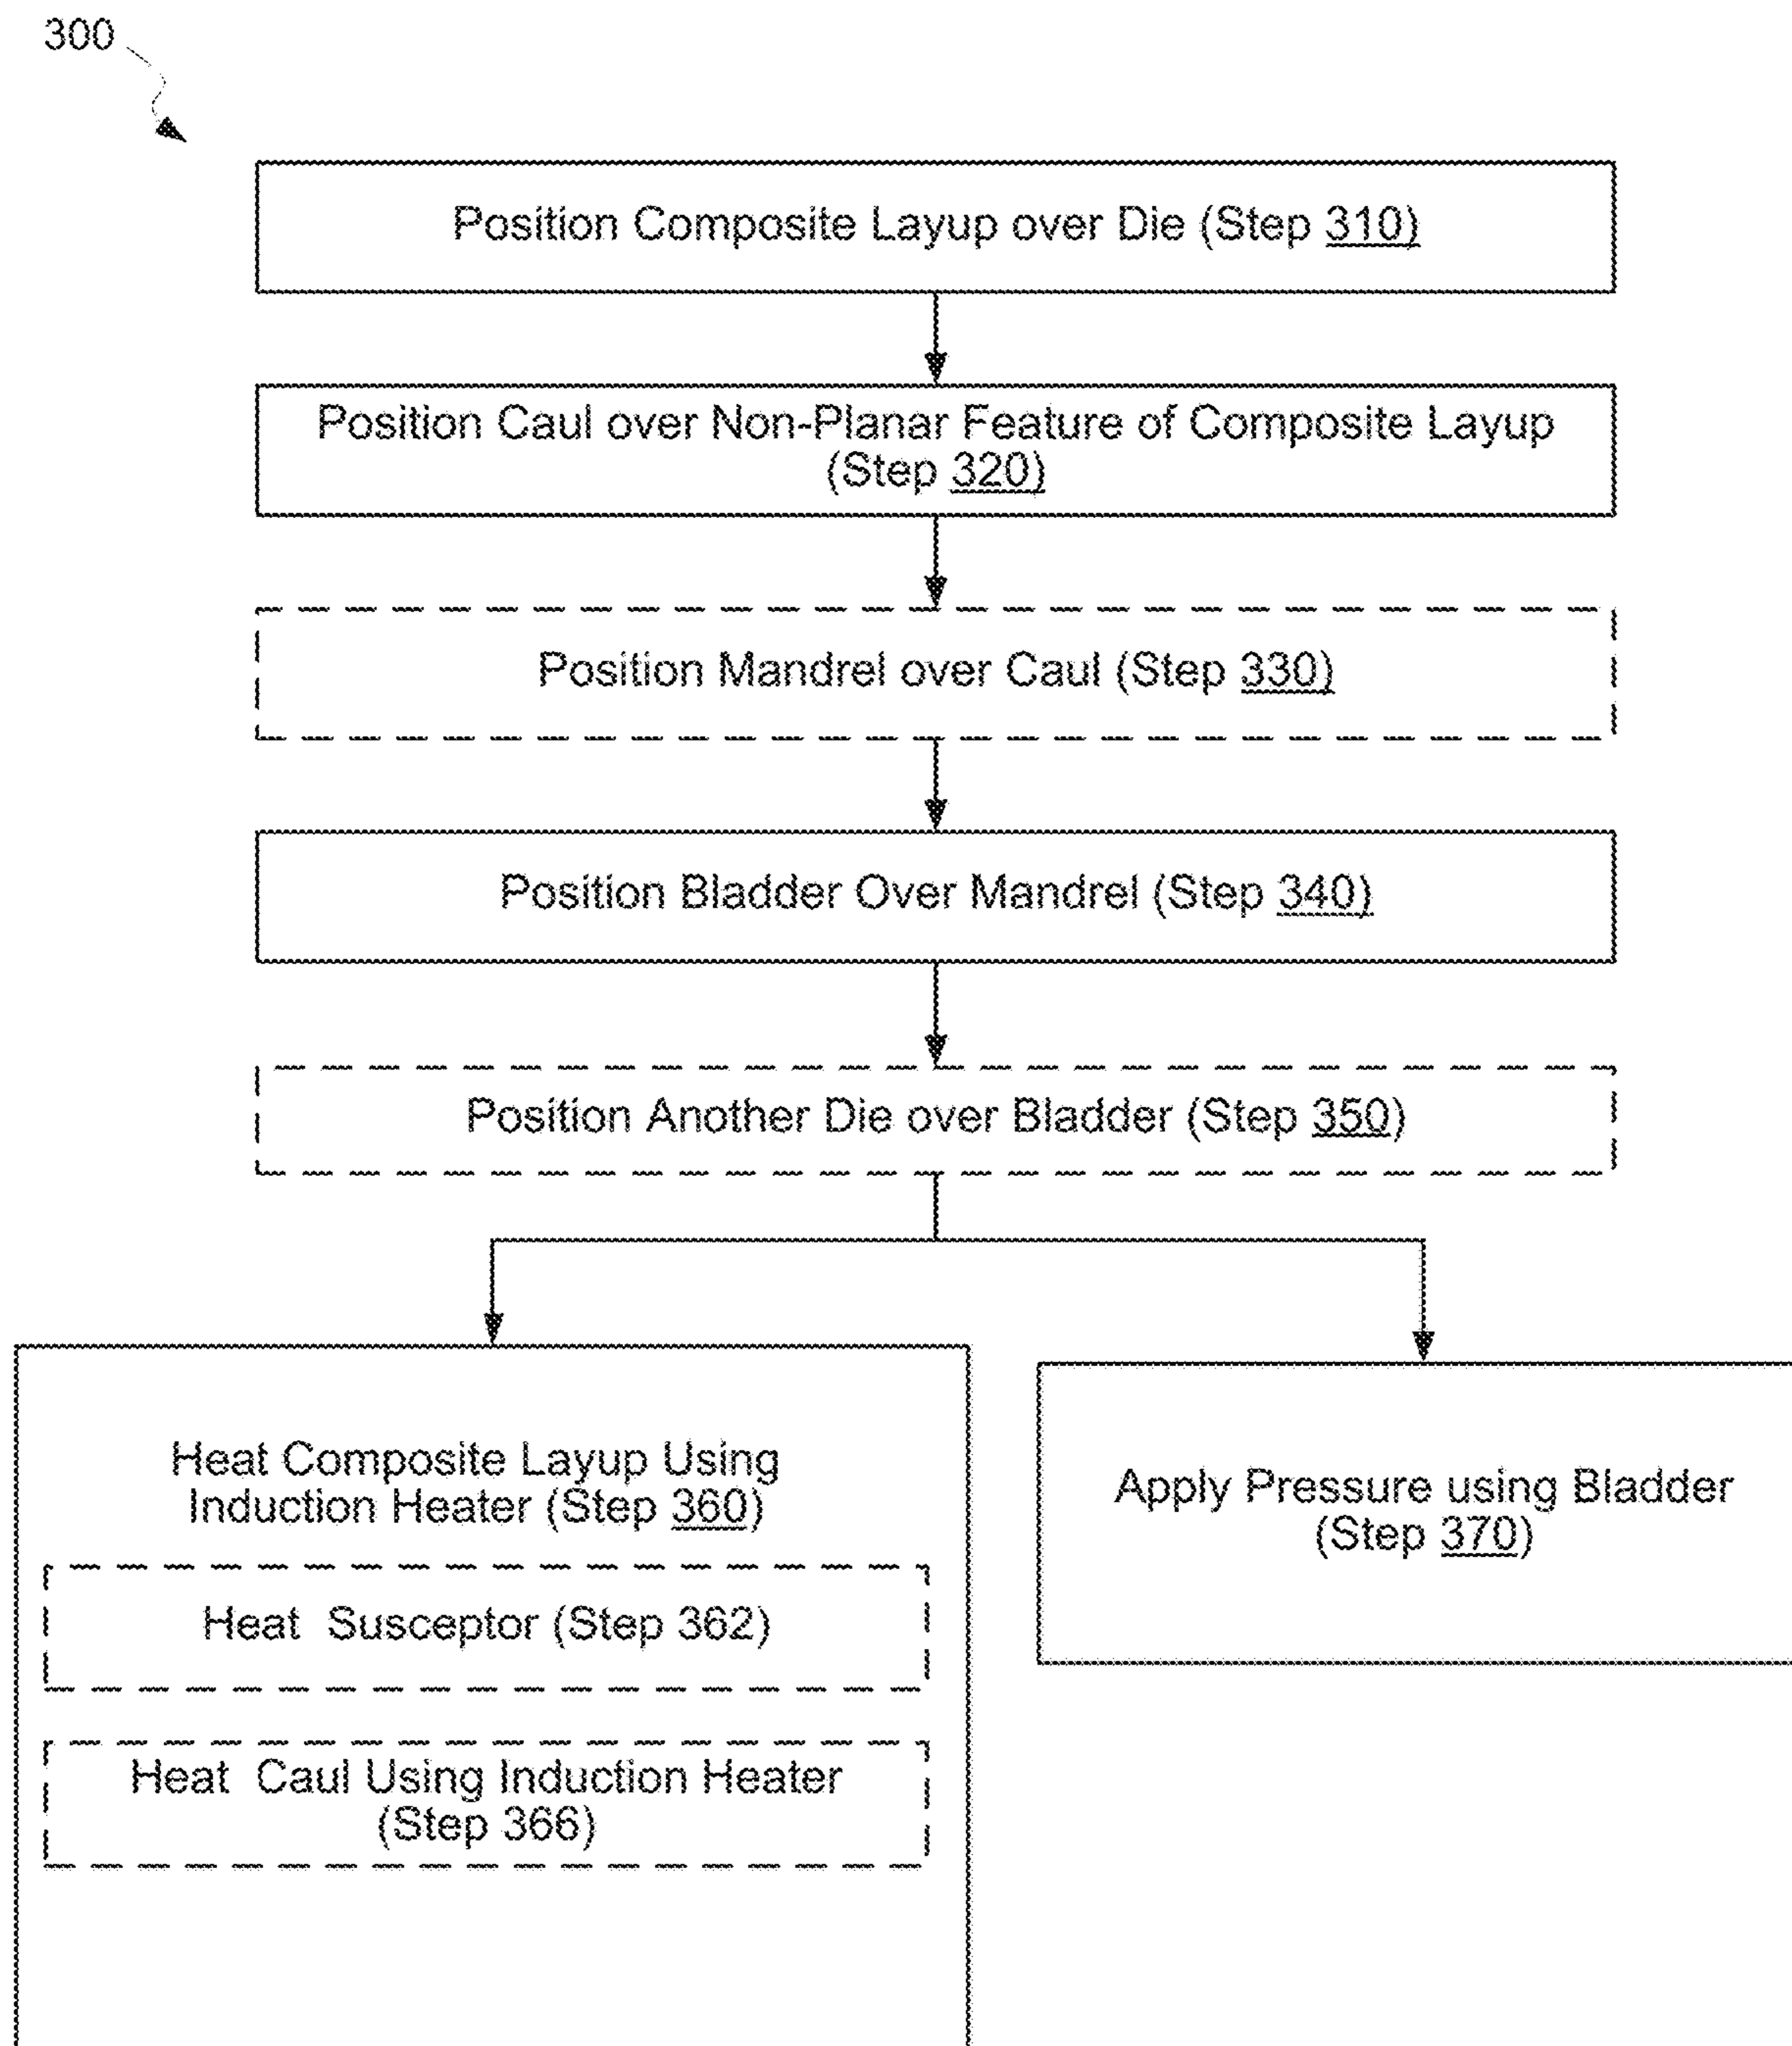 300
Position Composite Layup over Die (Step 310)
Position Caul over Non-Planar Feature of Composite Layup
(Step 320)
Position Mandrel over Caul (Step 330)
Position Bladder Over Mandrel (Step 340)
Position Another Die over Bladder (Step 350)
Heat Composite Layup Using
Induction Heater (Step 360)
Heat Susceptor (Step 362)
Heat Caul Using Induction Heater
(Step 366)
Apply Pressure using Bladder
(Step 370)